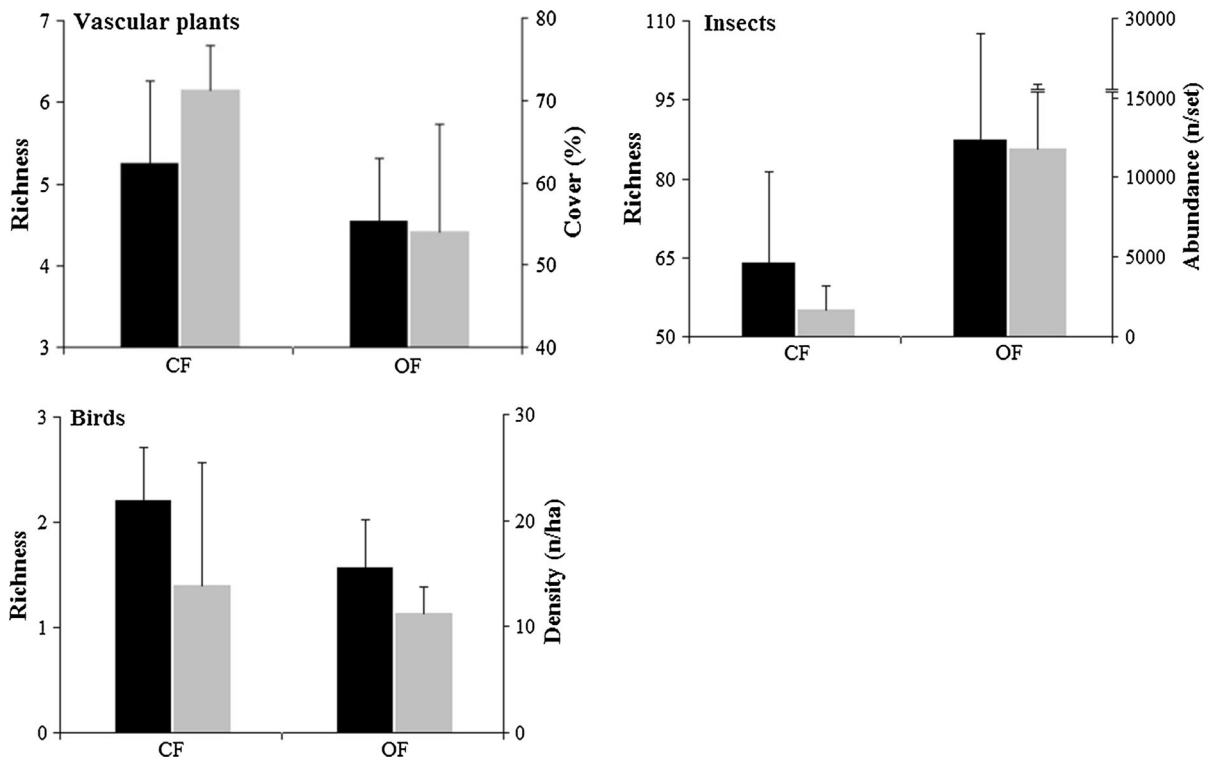 Vascular plants
7
6
5
4
3
Richness
80
70
60
50
40
Cover (%)
CF
OF
Insects
110
95
80
65
50
Richness
30000
15000
10000
5000
0
Abundance (n/set)
CF
OF
Birds
3
2
1
0
Richness
30
20
10
0
Density (n/ha)
CF
OF